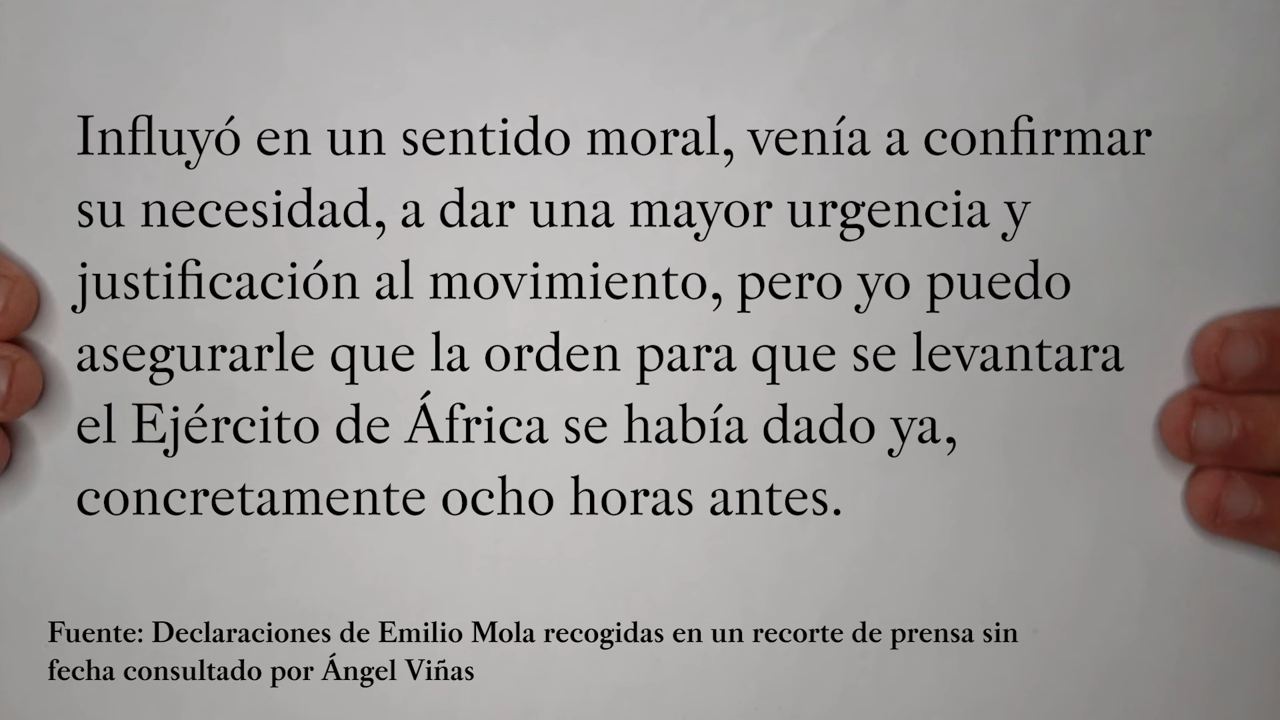 Influyó en un sentido moral, venía a confirmar
su necesidad, a dar una mayor urgencia y
justificación al movimiento, pero yo puedo
asegurarle que la orden para que se levantara
el Ejército de África se había dado ya,
concretamente ocho horas antes.
Fuente: Declaraciones de Emilio Mola recogidas en un recorte de prensa sin
fecha consultado por Ángel Viñas